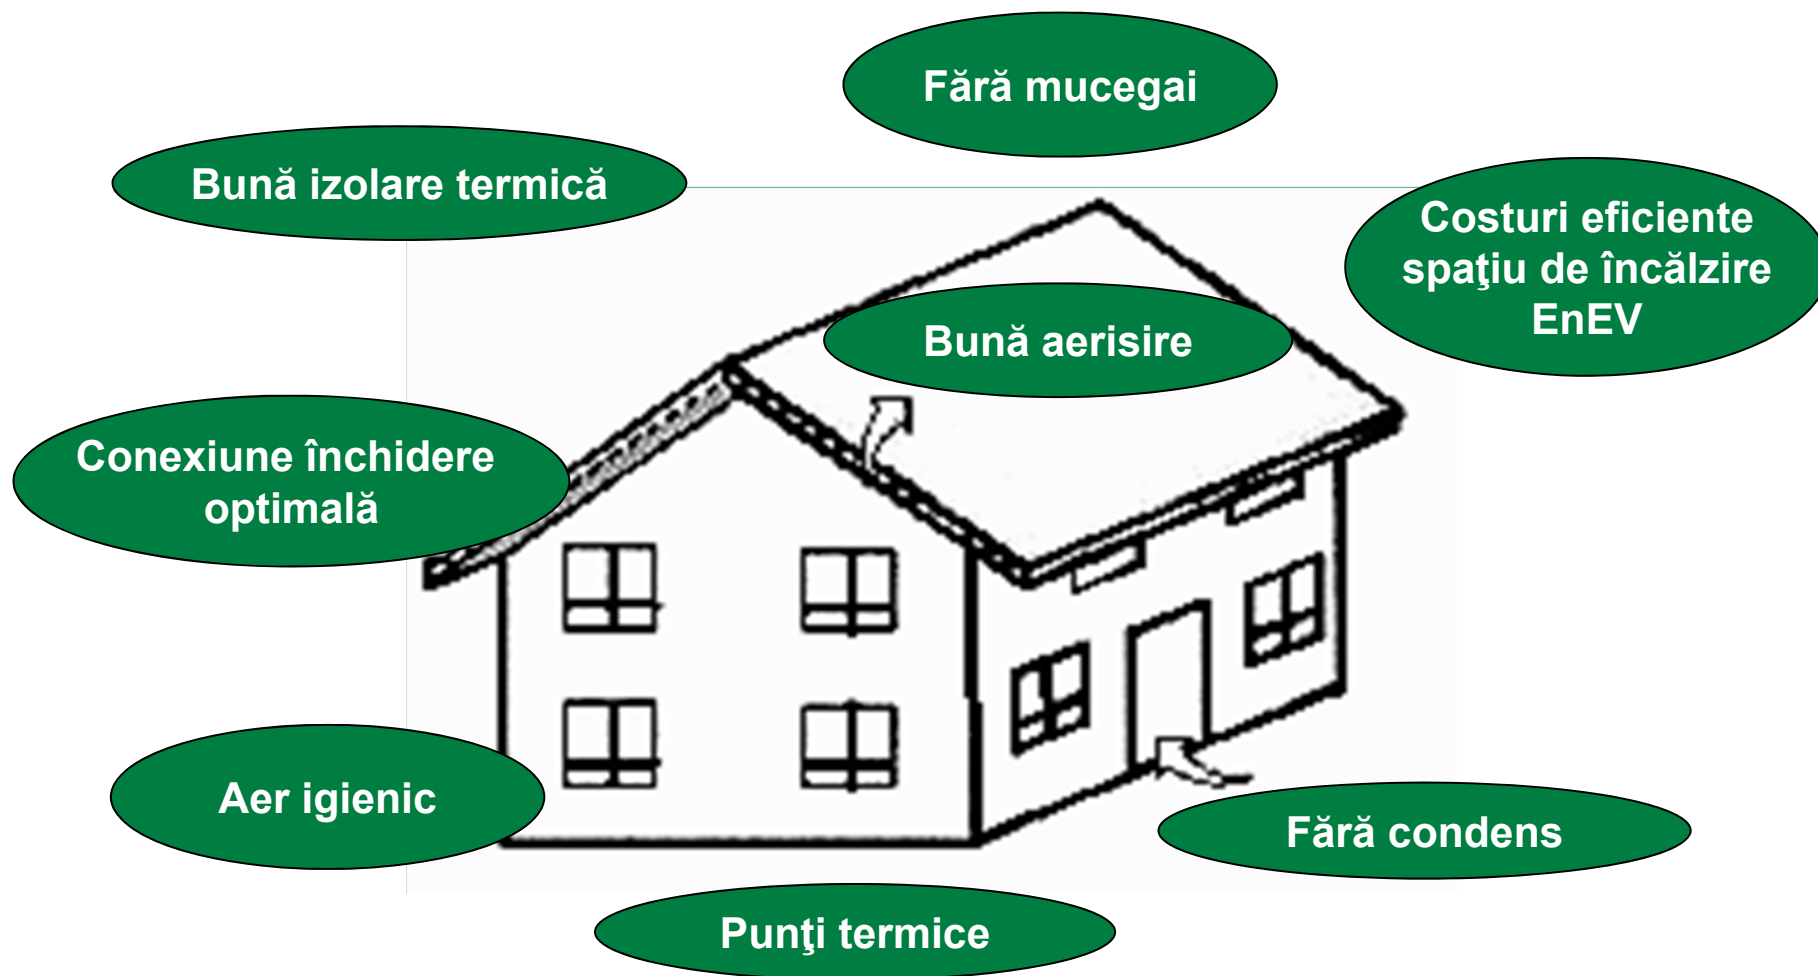 Fără mucegai
Bună izolare termică
Costuri eficiente
spaţiu de încălzire
EnEV
Bună aerisire
Conexiune închidere
optimală
Aer igienic
Fără condens
Punţi termice